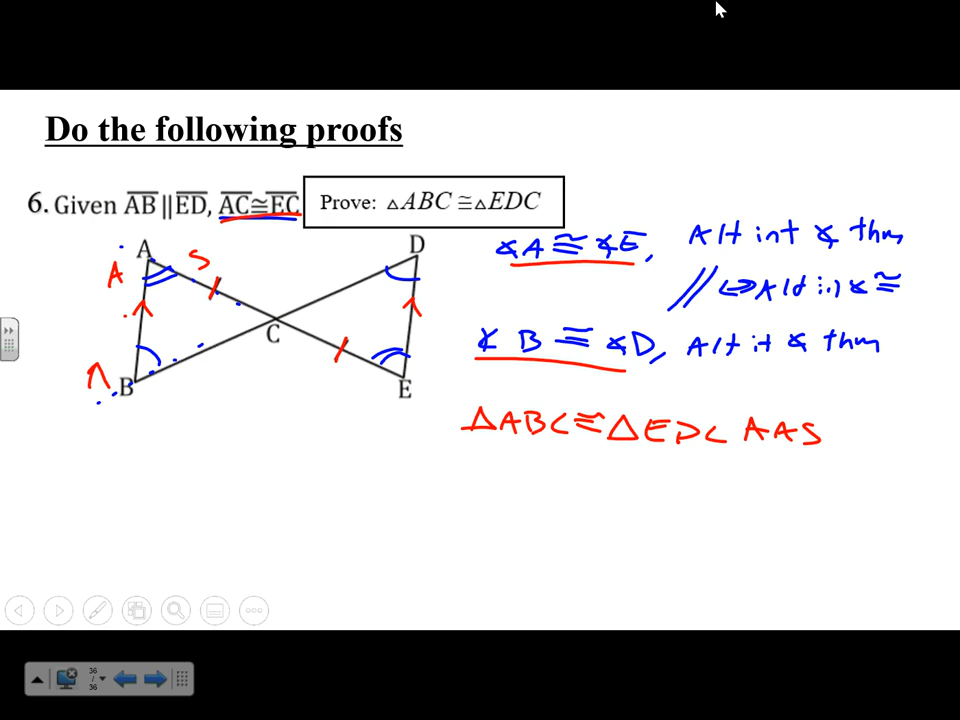 Do the following proofs
6. Given AB || ED, AC ≅ EC
Prove: △ABC ≅ △EDC
∡A ≅ ∡E, Alt int ∡ thm
// ↔ Alt int ∡ ≅
∡B ≅ ∡D, Alt it ∡ thm
△ABC ≅ △EDC AAS
A
S
D
A
C
B
E
A
36
/
36